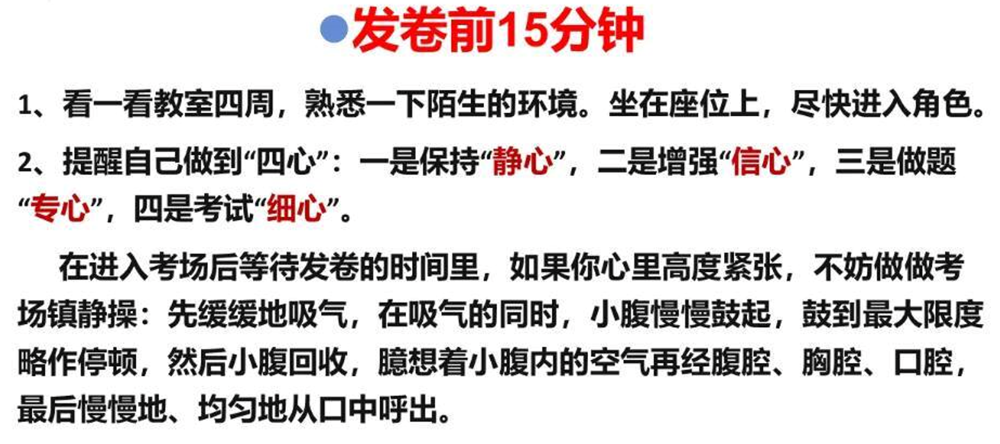 ●发卷前15分钟
1、看一看教室四周，熟悉一下陌生的环境。坐在座位上，尽快进入角色。
2、提醒自己做到“四心”：一是保持“静心”，二是增强“信心”，三是做题
“专心”，四是考试“细心”。
在进入考场后等待发卷的时间里，如果你心里高度紧张，不妨做做考
场镇静操：先缓缓地吸气，在吸气的同时，小腹慢慢鼓起，鼓到最大限度
略作停顿，然后小腹回收，臆想着小腹内的空气再经腹腔、胸腔、口腔，
最后慢慢地、均匀地从口中呼出。